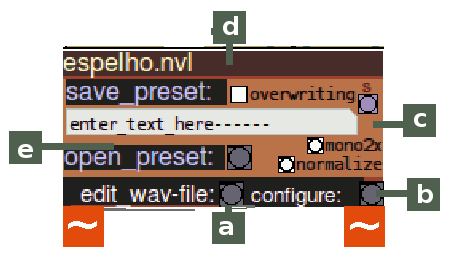 d
espelho.nvl
save_preset: overwriting s
enter_text_here------ c
e mono2x
open_preset: normalize
edit_wav-file: configure: b
~ a ~